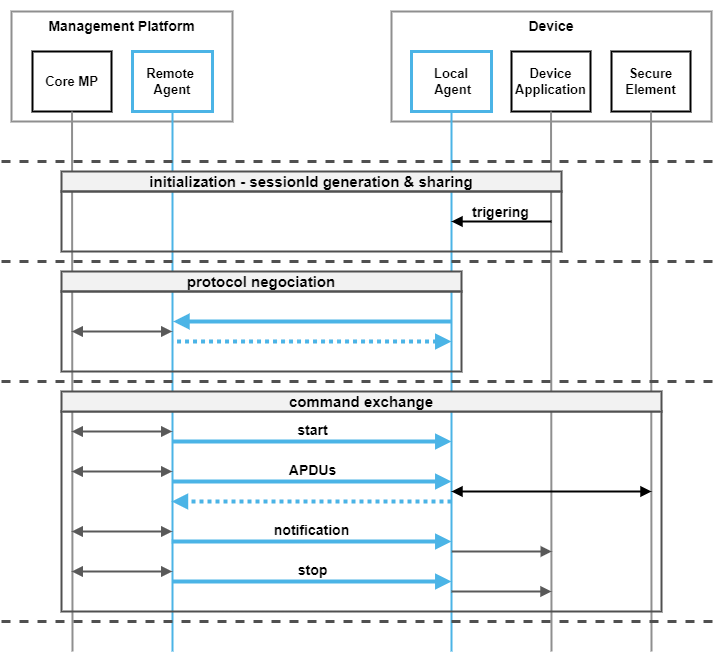 Management Platform
Device
Core MP
Remote
Agent
Local
Agent
Device
Application
Secure
Element
initialization - sessionId generation & sharing
trigering
protocol negociation
command exchange
start
APDUs
notification
stop